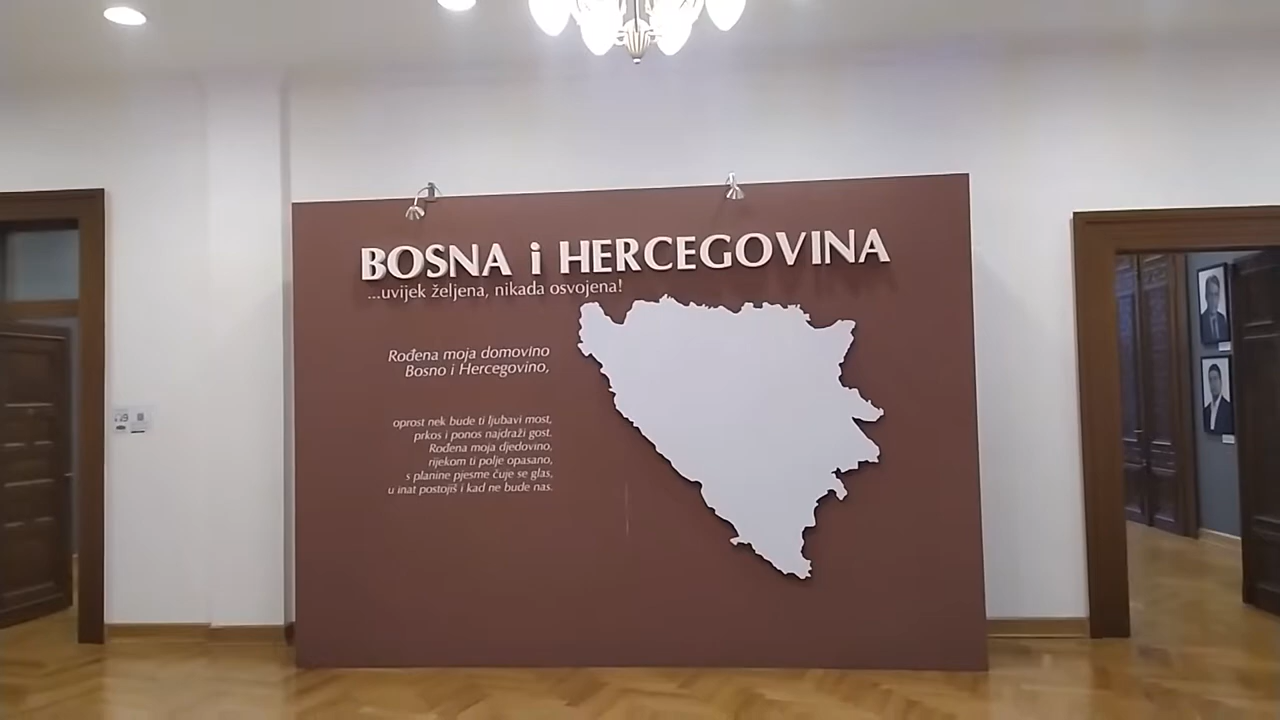 BOSNA i HERCEGOVINA
...uvijek željena, nikada osvojena!
Rođena moja domovino
Bosno i Hercegovino,
oprost nek bude ti ljubavi most,
prkos i ponos najdraži gost.
Rođena moja djedovino,
rijekom ti polje opasano,
s planine pjesme čuje se glas,
u inat postojiš i kad ne bude nas.